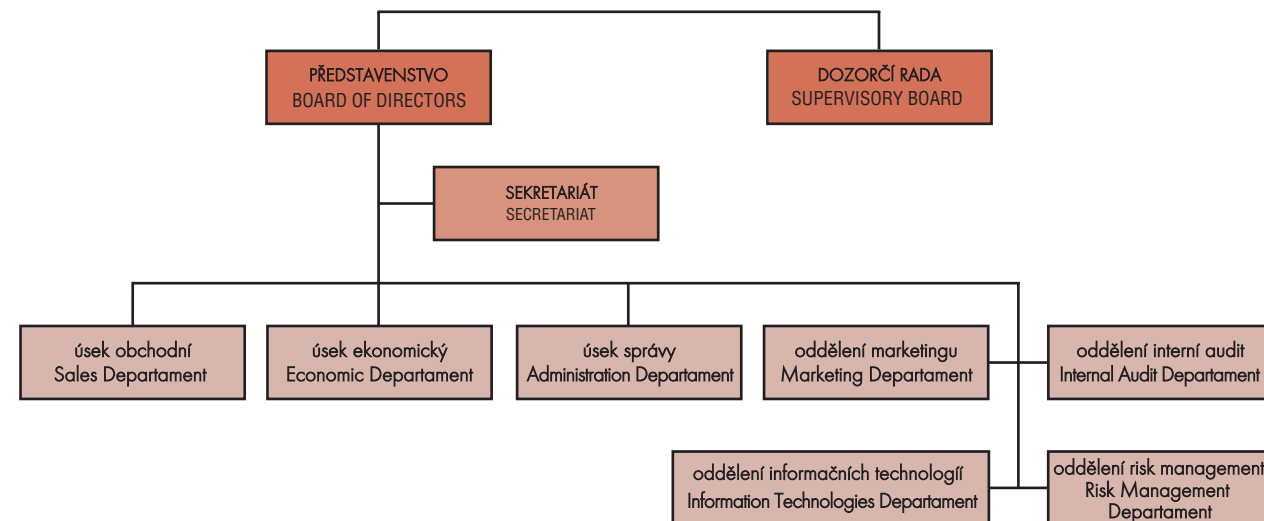 PŘEDSTAVENSTVO
BOARD OF DIRECTORS
DOZORČÍ RADA
SUPERVISORY BOARD
SEKRETARIÁT
SECRETARIAT
úsek obchodní
Sales Departament
úsek ekonomický
Economic Departament
úsek správy
Administration Departament
oddělení marketingu
Marketing Departament
oddělení interní audit
Internal Audit Departament
oddělení informačních technologíí
Information Technologies Departament
oddělení risk management
Risk Management
Departament